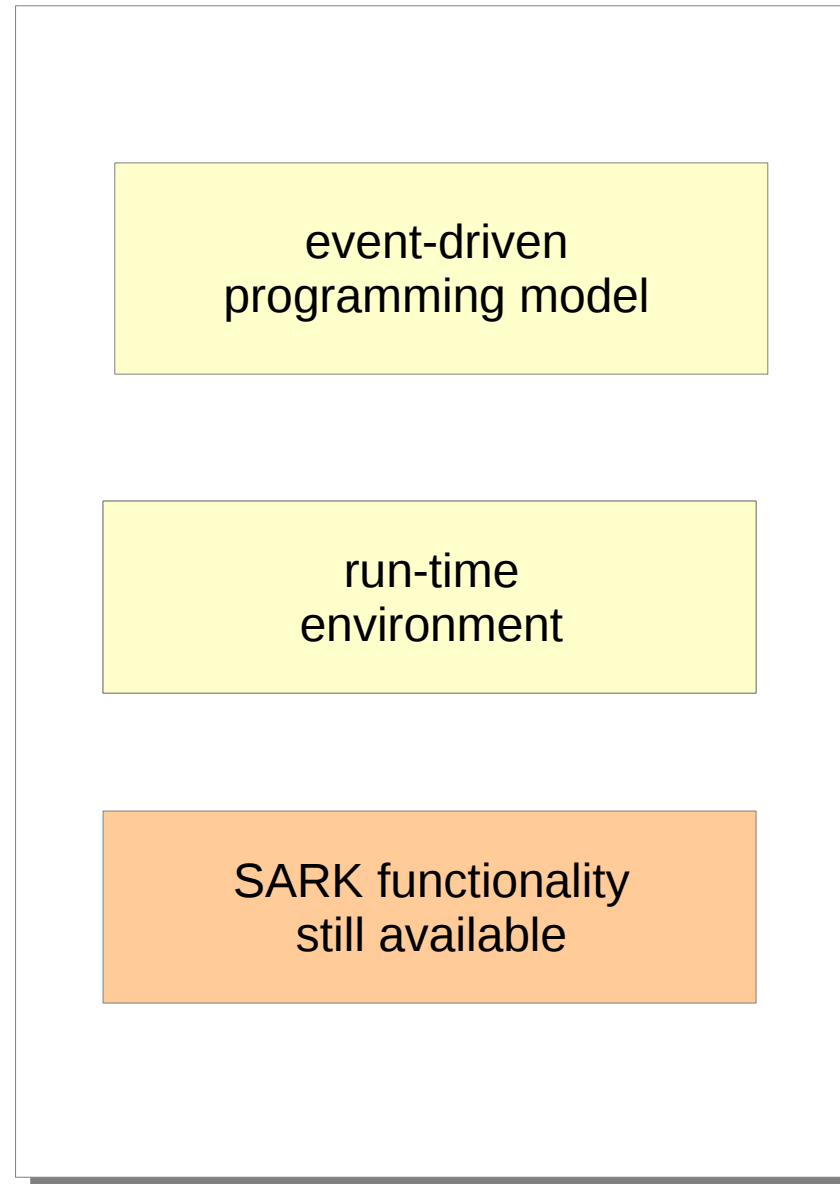 event-driven
programming model
run-time
environment
SARK functionality
still available